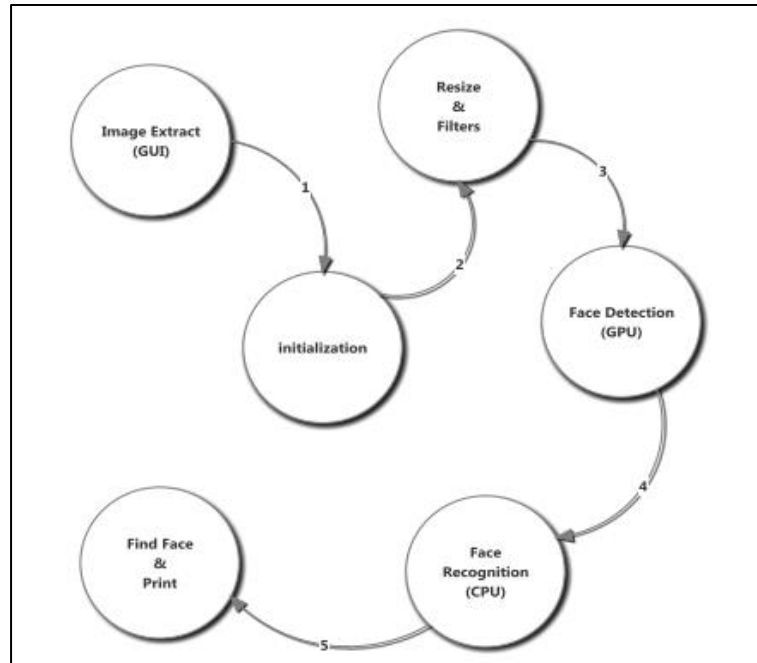 Image Extract
(GUI)
1
initialization
2
Resize
&
Filters
3
Face Detection
(GPU)
4
Face
Recognition
(CPU)
5
Find Face
&
Print